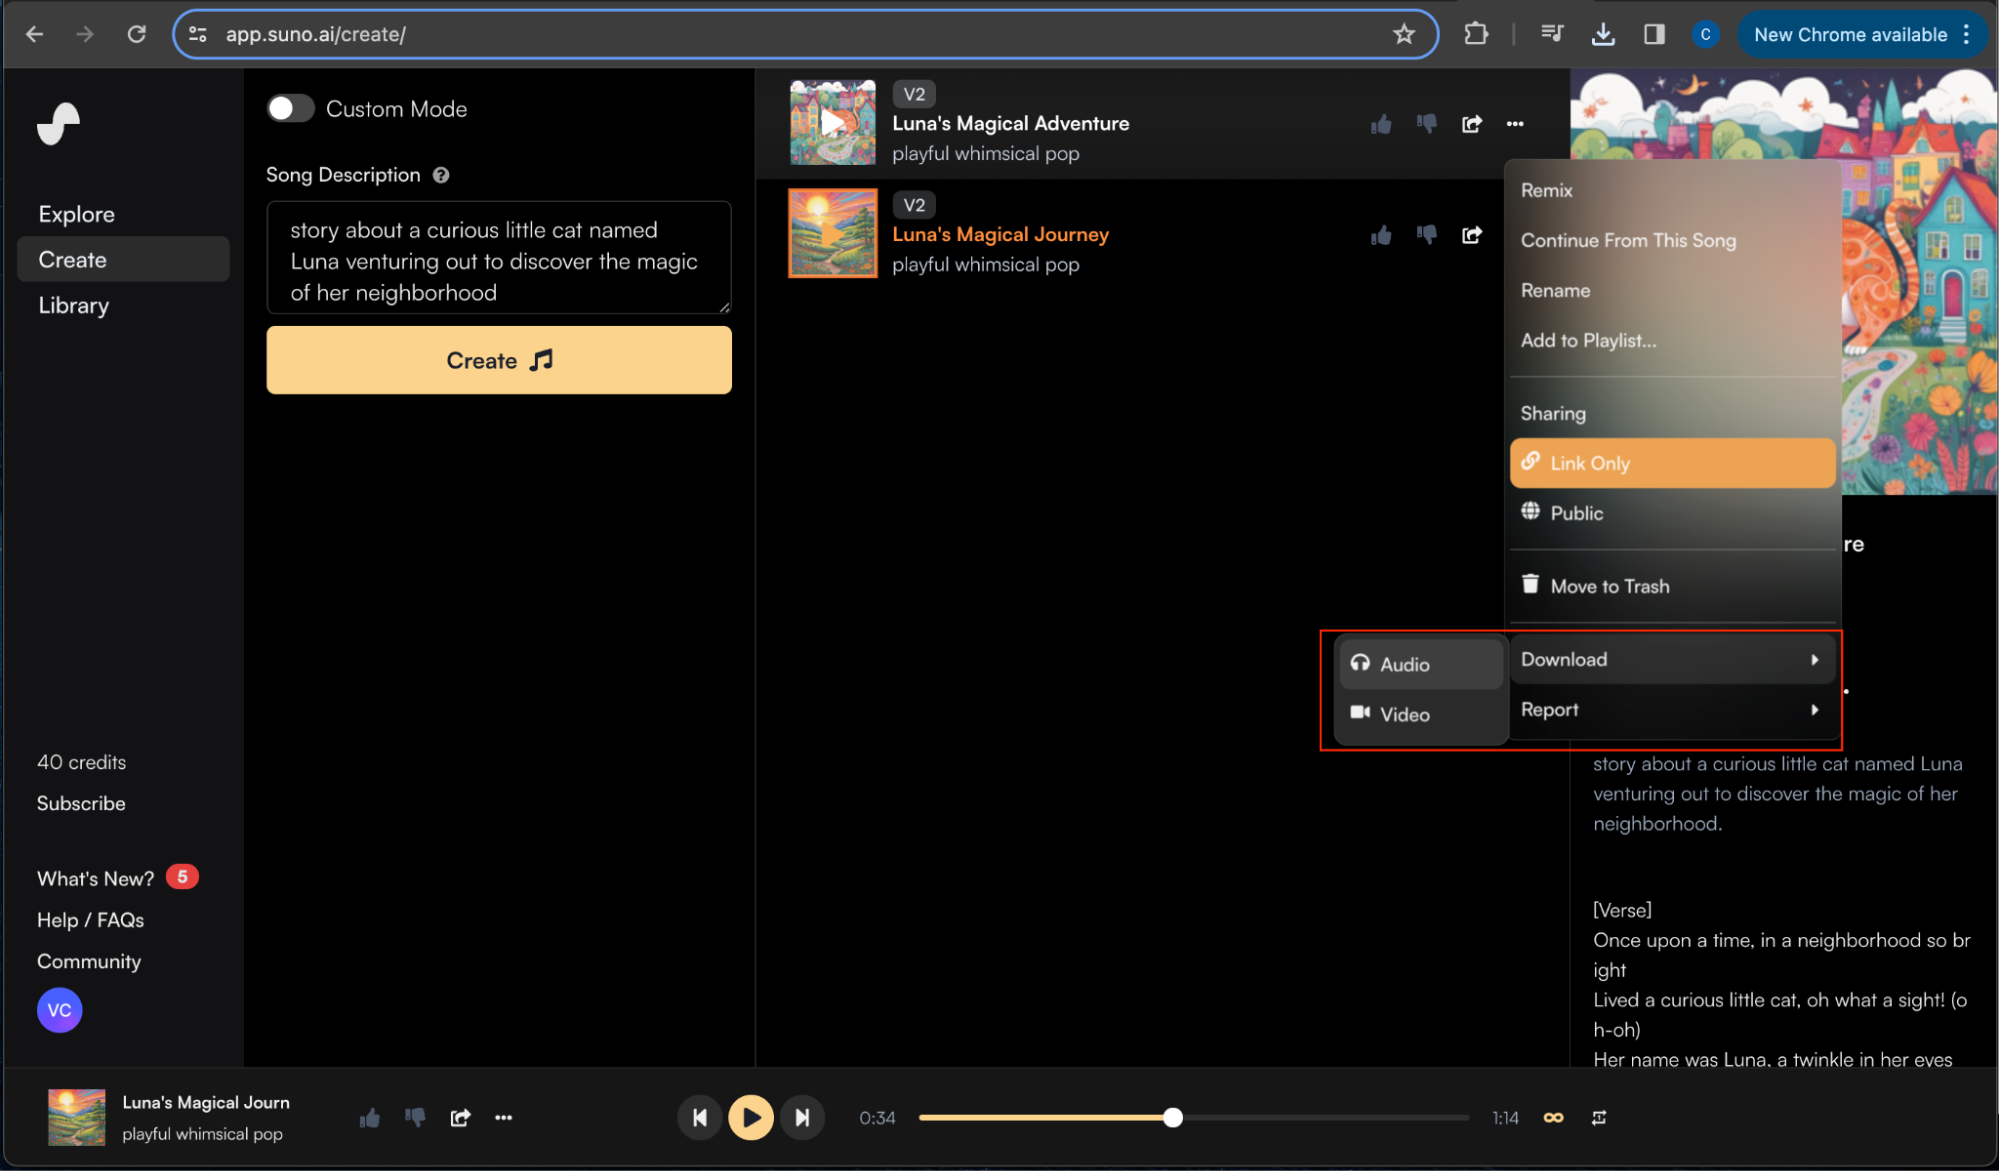 app.suno.ai/create/
C
New Chrome available
Explore
Create
Library
40 credits
Subscribe
What's New? 5
Help / FAQs
Community
VC
Custom Mode
Song Description ?
story about a curious little cat named
Luna venturing out to discover the magic
of her neighborhood
Create
V2
Luna's Magical Adventure
playful whimsical pop
V2
Luna's Magical Journey
playful whimsical pop
Remix
Continue From This Song
Rename
Add to Playlist...
Sharing
Link Only
Public
Move to Trash
Download
Report
Audio
Video
re
story about a curious little cat named Luna
venturing out to discover the magic of her
neighborhood.
[Verse]
Once upon a time, in a neighborhood so br
ight
Lived a curious little cat, oh what a sight! (o
h-oh)
Her name was Luna, a twinkle in her eyes
Luna's Magical Journ
playful whimsical pop
0:34
1:14